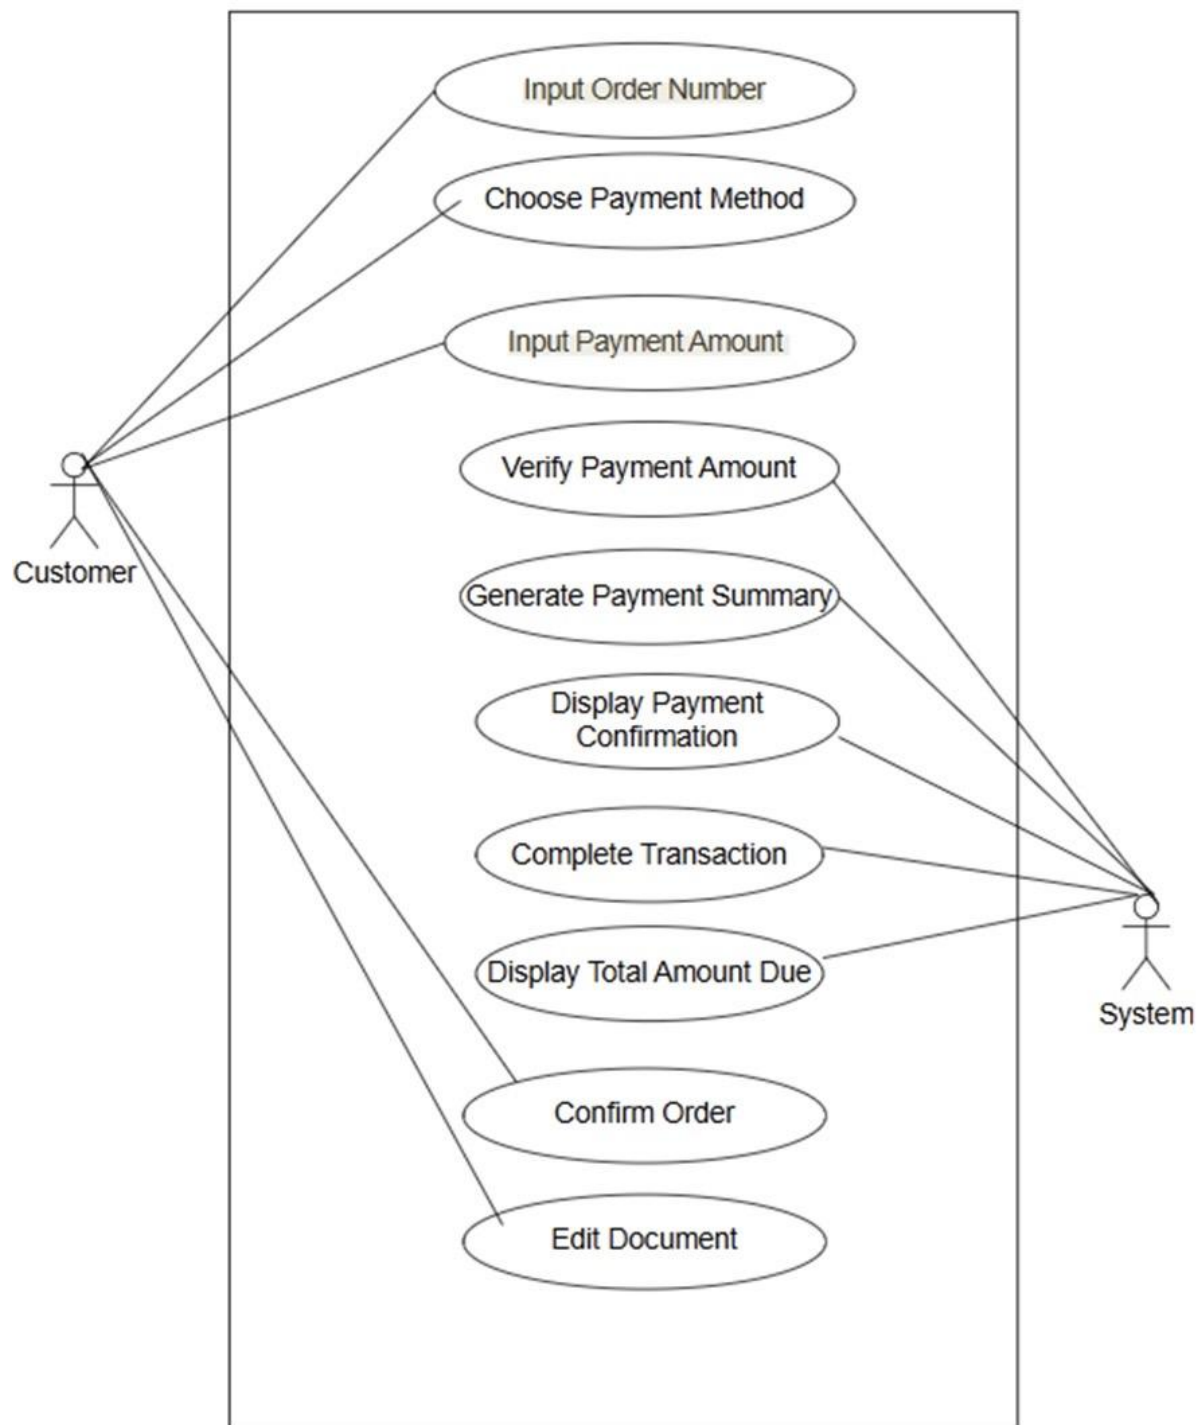 Input Order Number
Choose Payment Method
Input Payment Amount
Verify Payment Amount
Customer
Generate Payment Summary
Display Payment
Confirmation
Complete Transaction
Display Total Amount Due
System
Confirm Order
Edit Document